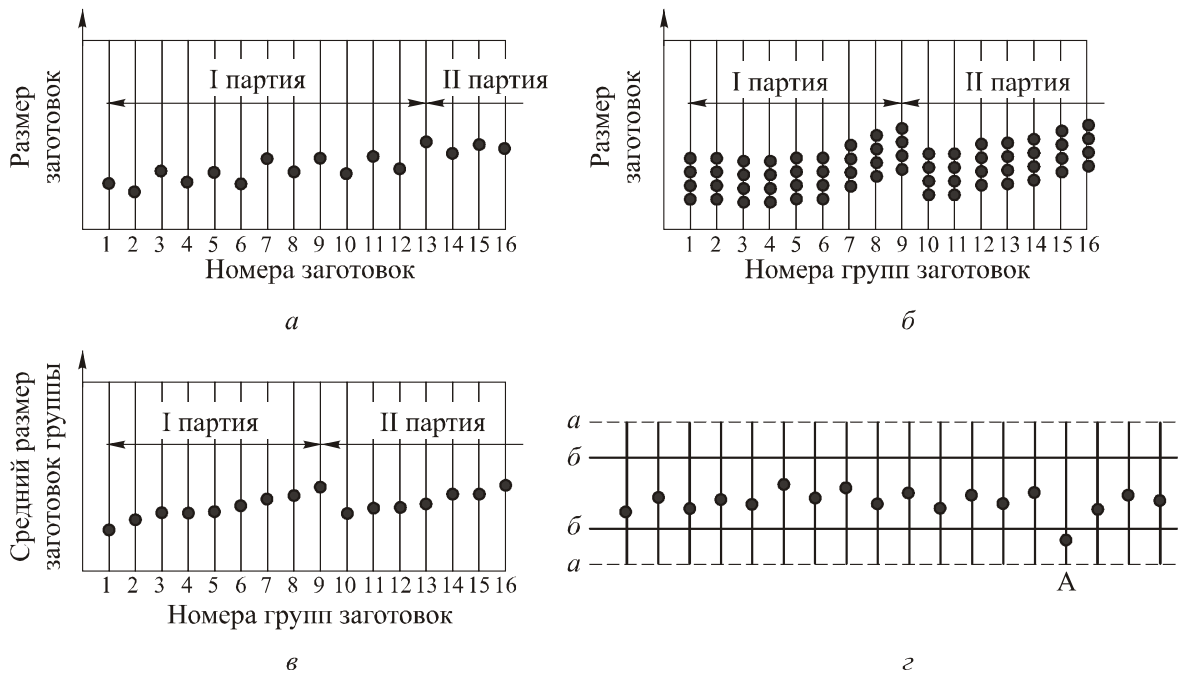 Размер
заготовок
I партия
II партия
1 2 3 4 5 6 7 8 9 10 11 12 13 14 15 16
Номера заготовок
а
Размер
заготовок
I партия
II партия
1 2 3 4 5 6 7 8 9 10 11 12 13 14 15 16
Номера групп заготовок
б
Средний размер
заготовок группы
I партия
II партия
1 2 3 4 5 6 7 8 9 10 11 12 13 14 15 16
Номера групп заготовок
в
а
б
б
а
А
г